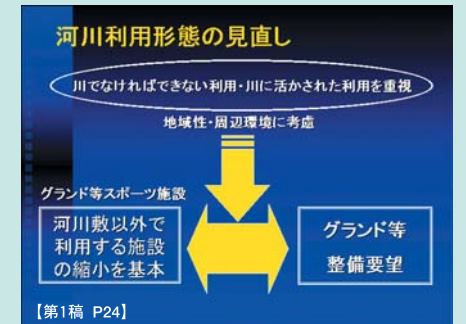 河川利用形態の見直し
川でなければできない利用・川に活かされた利用を重視
地域性・周辺環境に考慮
グランド等スポーツ施設
河川敷以外で
利用する施設
の縮小を基本
グランド等
整備要望
【第1稿 P24】